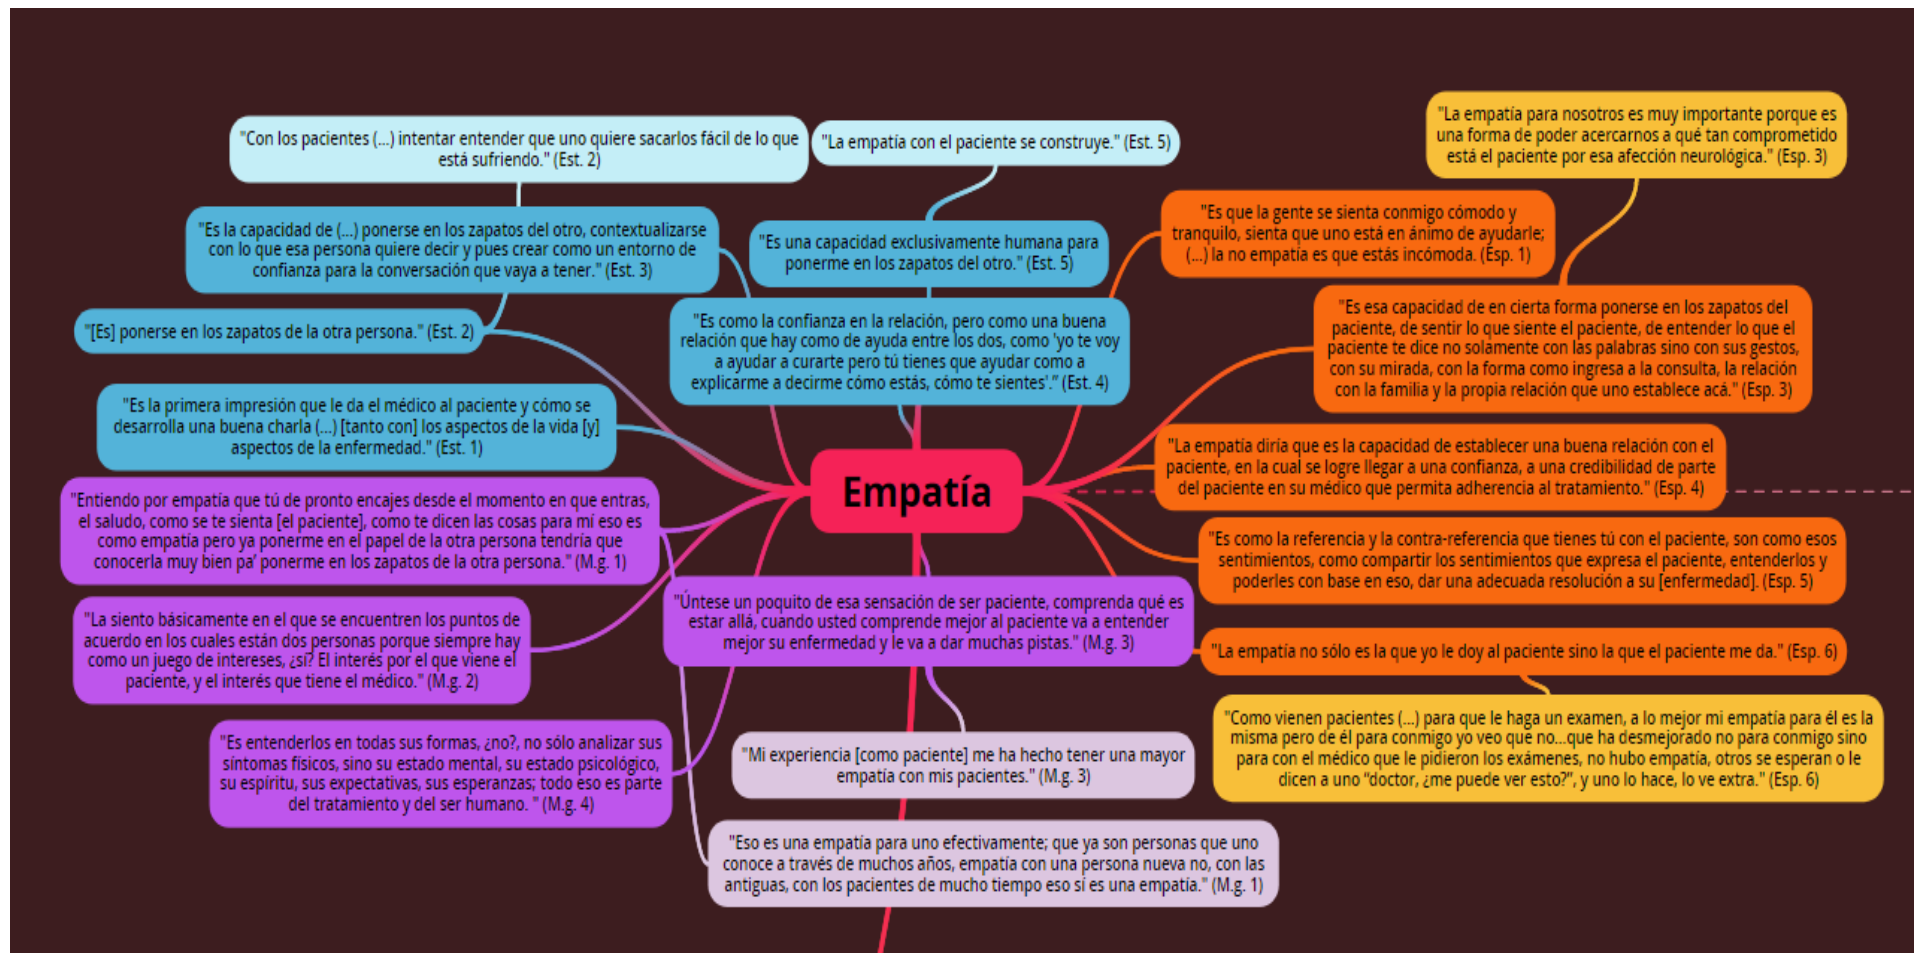 "Con los pacientes (...) intentar entender que uno quiere sacarlos fácil de lo que
está sufriendo." (Est. 2)
"La empatía con el paciente se construye." (Est. 5)
"La empatía para nosotros es muy importante porque es
una forma de poder acercarnos a qué tan comprometido
está el paciente por esa afección neurológica." (Esp. 3)
"Es la capacidad de (...) ponerse en los zapatos del otro, contextualizarse
con lo que esa persona quiere decir y pues crear como un entorno de
confianza para la conversación que vaya a tener." (Est. 3)
"Es una capacidad exclusivamente humana para
ponerme en los zapatos del otro." (Est. 5)
"Es que la gente se sienta conmigo cómodo y
tranquilo, sienta que uno está en ánimo de ayudarle;
(...) la no empatía es que estás incómoda. (Esp. 1)
"[Es] ponerse en los zapatos de la otra persona." (Est. 2)
"Es como la confianza en la relación, pero como una buena
relación que hay como de ayuda entre los dos, como 'yo te voy
a ayudar a curarte pero tú tienes que ayudar como a
explicarme a decirme cómo estás, cómo te sientes'." (Est. 4)
"Es esa capacidad de en cierta forma ponerse en los zapatos del
paciente, de sentir lo que siente el paciente, de entender lo que el
paciente te dice no solamente con las palabras sino con sus gestos,
con su mirada, con la forma como ingresa a la consulta, la relación
con la familia y la propia relación que uno establece acá." (Esp. 3)
"Es la primera impresión que le da el médico al paciente y cómo se
desarrolla una buena charla (...) [tanto con] los aspectos de la vida [y]
aspectos de la enfermedad." (Est. 1)
Empatía
"La empatía diría que es la capacidad de establecer una buena relación con el
paciente, en la cual se logre llegar a una confianza, a una credibilidad de parte
del paciente en su médico que permita adherencia al tratamiento." (Esp. 4)
"Entiendo por empatía que tú de pronto encajes desde el momento en que entras,
el saludo, como se te sienta [el paciente], como te dicen las cosas para mí eso es
como empatía pero ya ponerme en el papel de la otra persona tendría que
conocerla muy bien pa' ponerme en los zapatos de la otra persona." (M.g. 1)
"Es como la referencia y la contra-referencia que tienes tú con el paciente, son como esos
sentimientos, como compartir los sentimientos que expresa el paciente, entenderlos y
poderles con base en eso, dar una adecuada resolución a su [enfermedad]. (Esp. 5)
"La siento básicamente en el que se encuentren los puntos de
acuerdo en los cuales están dos personas porque siempre hay
como un juego de intereses, ¿sí? El interés por el que viene el
paciente, y el interés que tiene el médico." (M.g. 2)
"Úntese un poquito de esa sensación de ser paciente, comprenda qué es
estar allá, cuando usted comprende mejor al paciente va a entender
mejor su enfermedad y le va a dar muchas pistas." (M.g. 3)
"La empatía no sólo es la que yo le doy al paciente sino la que el paciente me da." (Esp. 6)
"Es entenderlos en todas sus formas, ¿no?, no sólo analizar sus
síntomas físicos, sino su estado mental, su estado psicológico,
su espíritu, sus expectativas, sus esperanzas; todo eso es parte
del tratamiento y del ser humano. " (M.g. 4)
"Mi experiencia [como paciente] me ha hecho tener una mayor
empatía con mis pacientes." (M.g. 3)
"Como vienen pacientes (...) para que le haga un examen, a lo mejor mi empatía para él es la
misma pero de él para conmigo yo veo que no...que ha desmejorado no para conmigo sino
para con el médico que le pidieron los exámenes, no hubo empatía, otros se esperan o le
dicen a uno “doctor, ¿me puede ver esto?”, y uno lo hace, lo ve extra." (Esp. 6)
"Eso es una empatía para uno efectivamente; que ya son personas que uno
conoce a través de muchos años, empatía con una persona nueva no, con las
antiguas, con los pacientes de mucho tiempo eso sí es una empatía." (M.g. 1)